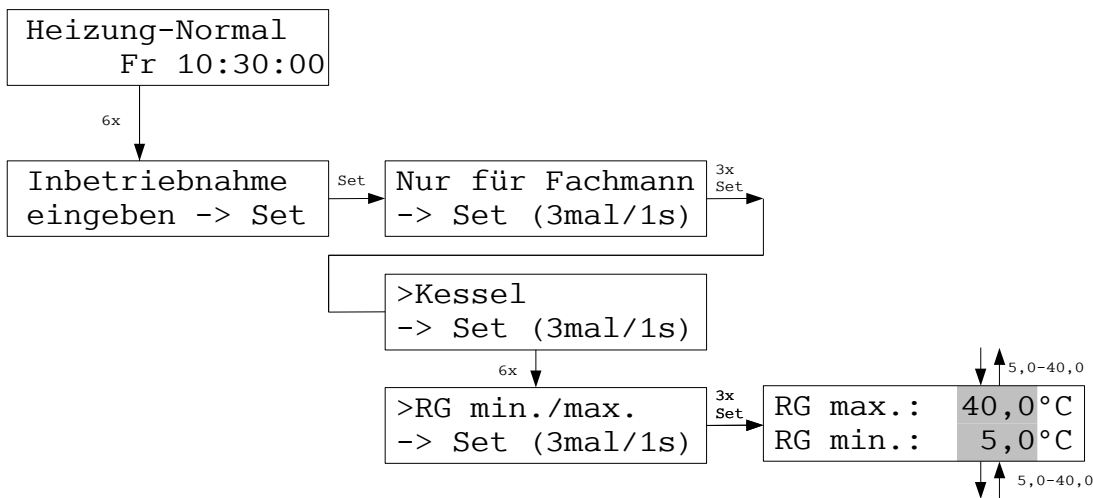 Heizung-Normal
Fr 10:30:00
6x
Inbetriebnahme
eingeben -> Set
Set
Nur für Fachmann
-> Set (3mal/1s)
3x
Set
>Kessel
-> Set (3mal/1s)
6x
>RG min./max.
-> Set (3mal/1s)
3x
Set
5,0-40,0
RG max.: 40,0°C
RG min.: 5,0°C
5,0-40,0